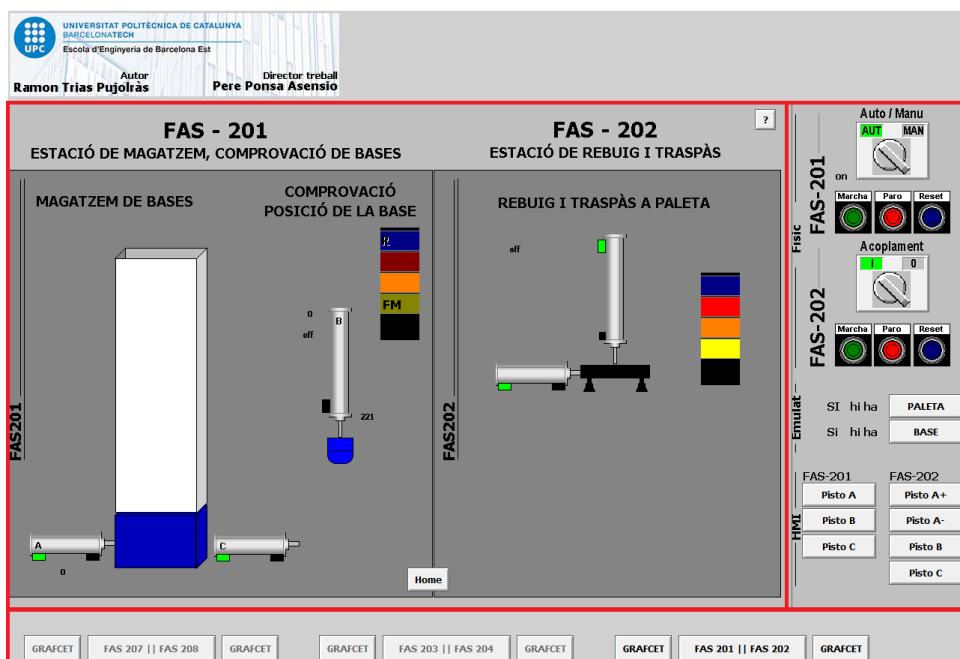 UNIVERSITAT POLITÈCNICA DE CATALUNYA
BARCELONATECH
UPC
Escola d'Enginyeria de Barcelona Est
Autor
Ramon Trias Pujolràs
Director treball
Pere Ponsa Asensio
FAS - 201
ESTACIÓ DE MAGATZEM, COMPROVACIÓ DE BASES
FAS - 202
ESTACIÓ DE REBUIG I TRASPÀS
?
MAGATZEM DE BASES
COMPROVACIÓ
POSICIÓ DE LA BASE
R
FM
0
B
off
221
FAS201
A
C
0
REBUIG I TRASPÀS A PALETA
off
FAS202
Home
Fisic
FAS-201
Auto / Manu
AUT MAN
on
Marcha Paro Reset
FAS-202
Acoplament
I 0
Marcha Paro Reset
Emulat
SI hi ha PALETA
Si hi ha BASE
HMI
FAS-201 FAS-202
Pisto A Pisto A+
Pisto B Pisto A-
Pisto C Pisto B
Pisto C
GRAFCET FAS 207 || FAS 208 GRAFCET GRAFCET FAS 203 || FAS 204 GRAFCET GRAFCET FAS 201 || FAS 202 GRAFCET